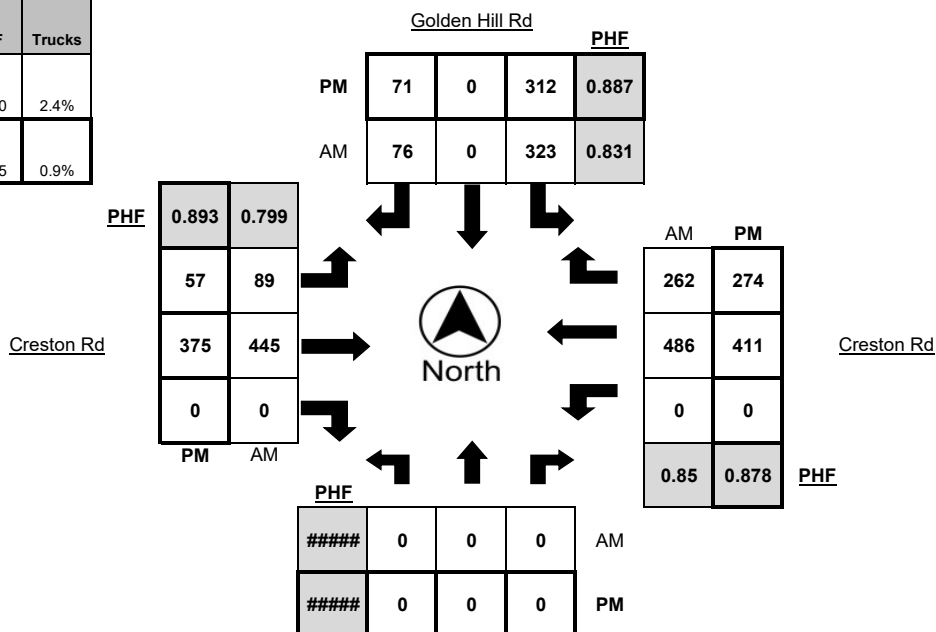 Golden Hill Rd
F Trucks
PHF
PM 71 0 312 0.887
0 2.4%
AM 76 0 323 0.831
5 0.9%
PHF 0.893 0.799
AM PM
57 89
262 274
Creston Rd 375 445
North
486 411 Creston Rd
0 0
0 0
PM AM
0.85 0.878 PHF
PHF
##### 0 0 0 AM
##### 0 0 0 PM